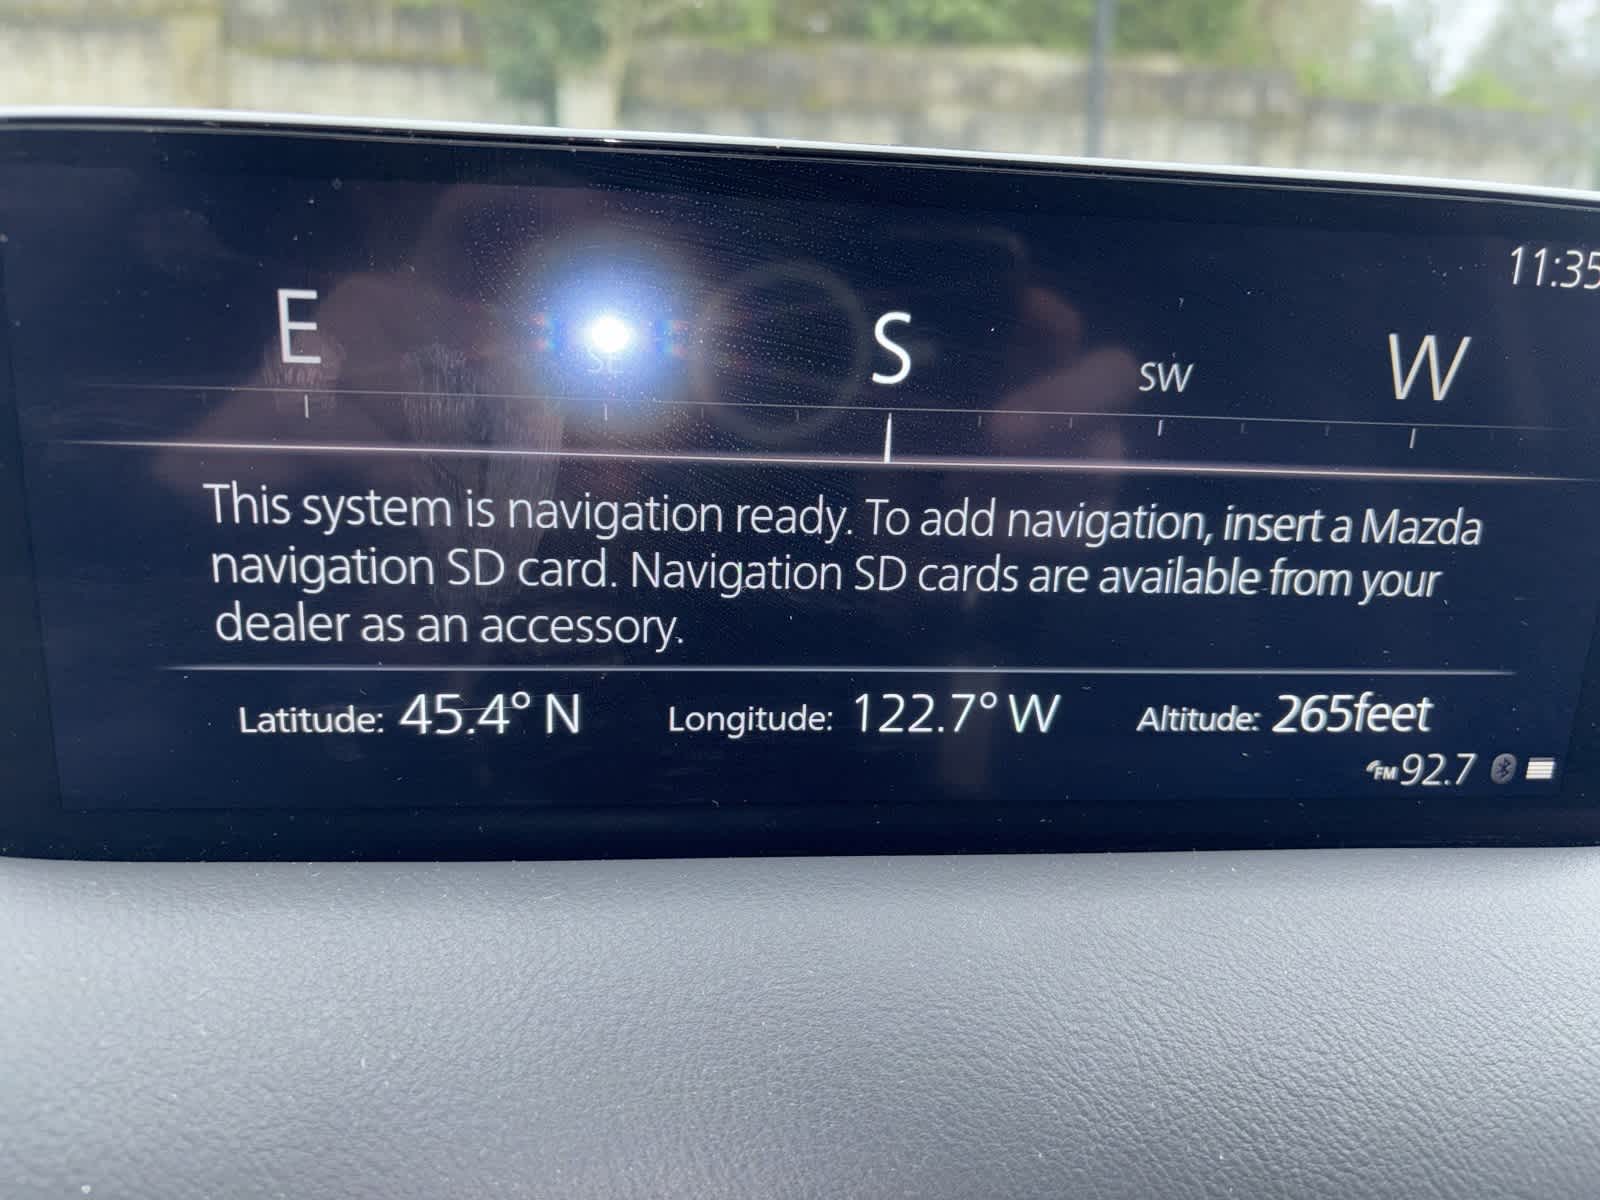 11:35
E SE S SW W
This system is navigation ready. To add navigation, insert a Mazda
navigation SD card. Navigation SD cards are available from your
dealer as an accessory.
Latitude: 45.4° N Longitude: 122.7° W Altitude: 265feet
FM 92.7